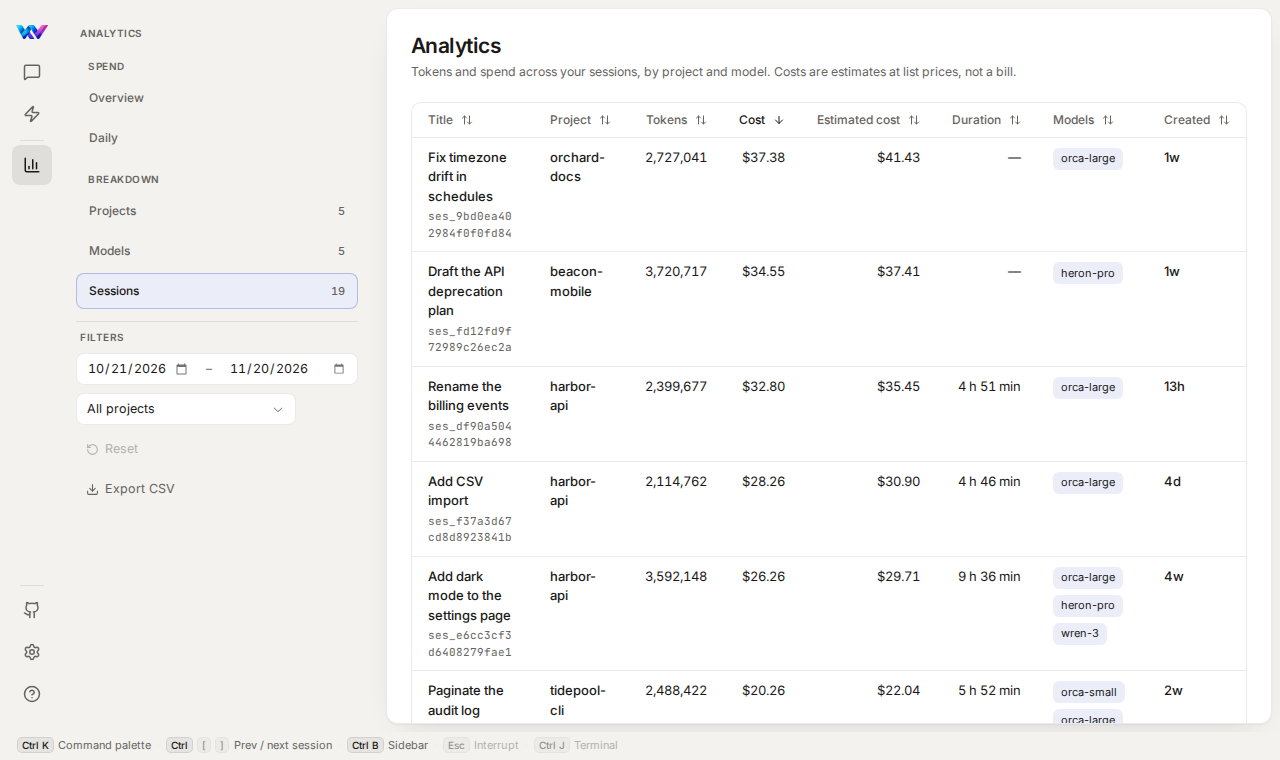 ANALYTICS
SPEND
Overview
Daily
BREAKDOWN
Projects 5
Models 5
Sessions 19
FILTERS
10/21/2026 – 11/20/2026
All projects
Reset
Export CSV
Analytics
Tokens and spend across your sessions, by project and model. Costs are estimates at list prices, not a bill.
Title Project Tokens Cost Estimated cost Duration Models Created
Fix timezone orchard- 2,727,041 $37.38 $41.43 — orca-large 1w
drift in docs
schedules
ses_9bd0ea40
2984f0f0fd84
Draft the API beacon- 3,720,717 $34.55 $37.41 — heron-pro 1w
deprecation mobile
plan
ses_fd12fd9f
72989c26ec2a
Rename the harbor- 2,399,677 $32.80 $35.45 4 h 51 min orca-large 13h
billing events api
ses_df90a504
4462819ba698
Add CSV harbor- 2,114,762 $28.26 $30.90 4 h 46 min orca-large 4d
import api
ses_f37a3d67
cd8d8923841b
Add dark harbor- 3,592,148 $26.26 $29.71 9 h 36 min orca-large 4w
mode to the api heron-pro
settings page wren-3
ses_e6cc3cf3
d6408279fae1
Paginate the tidepool- 2,488,422 $20.26 $22.04 5 h 52 min orca-small 2w
audit log cli orca-large
Ctrl K Command palette Ctrl [ ] Prev / next session Ctrl B Sidebar Esc Interrupt Ctrl J Terminal